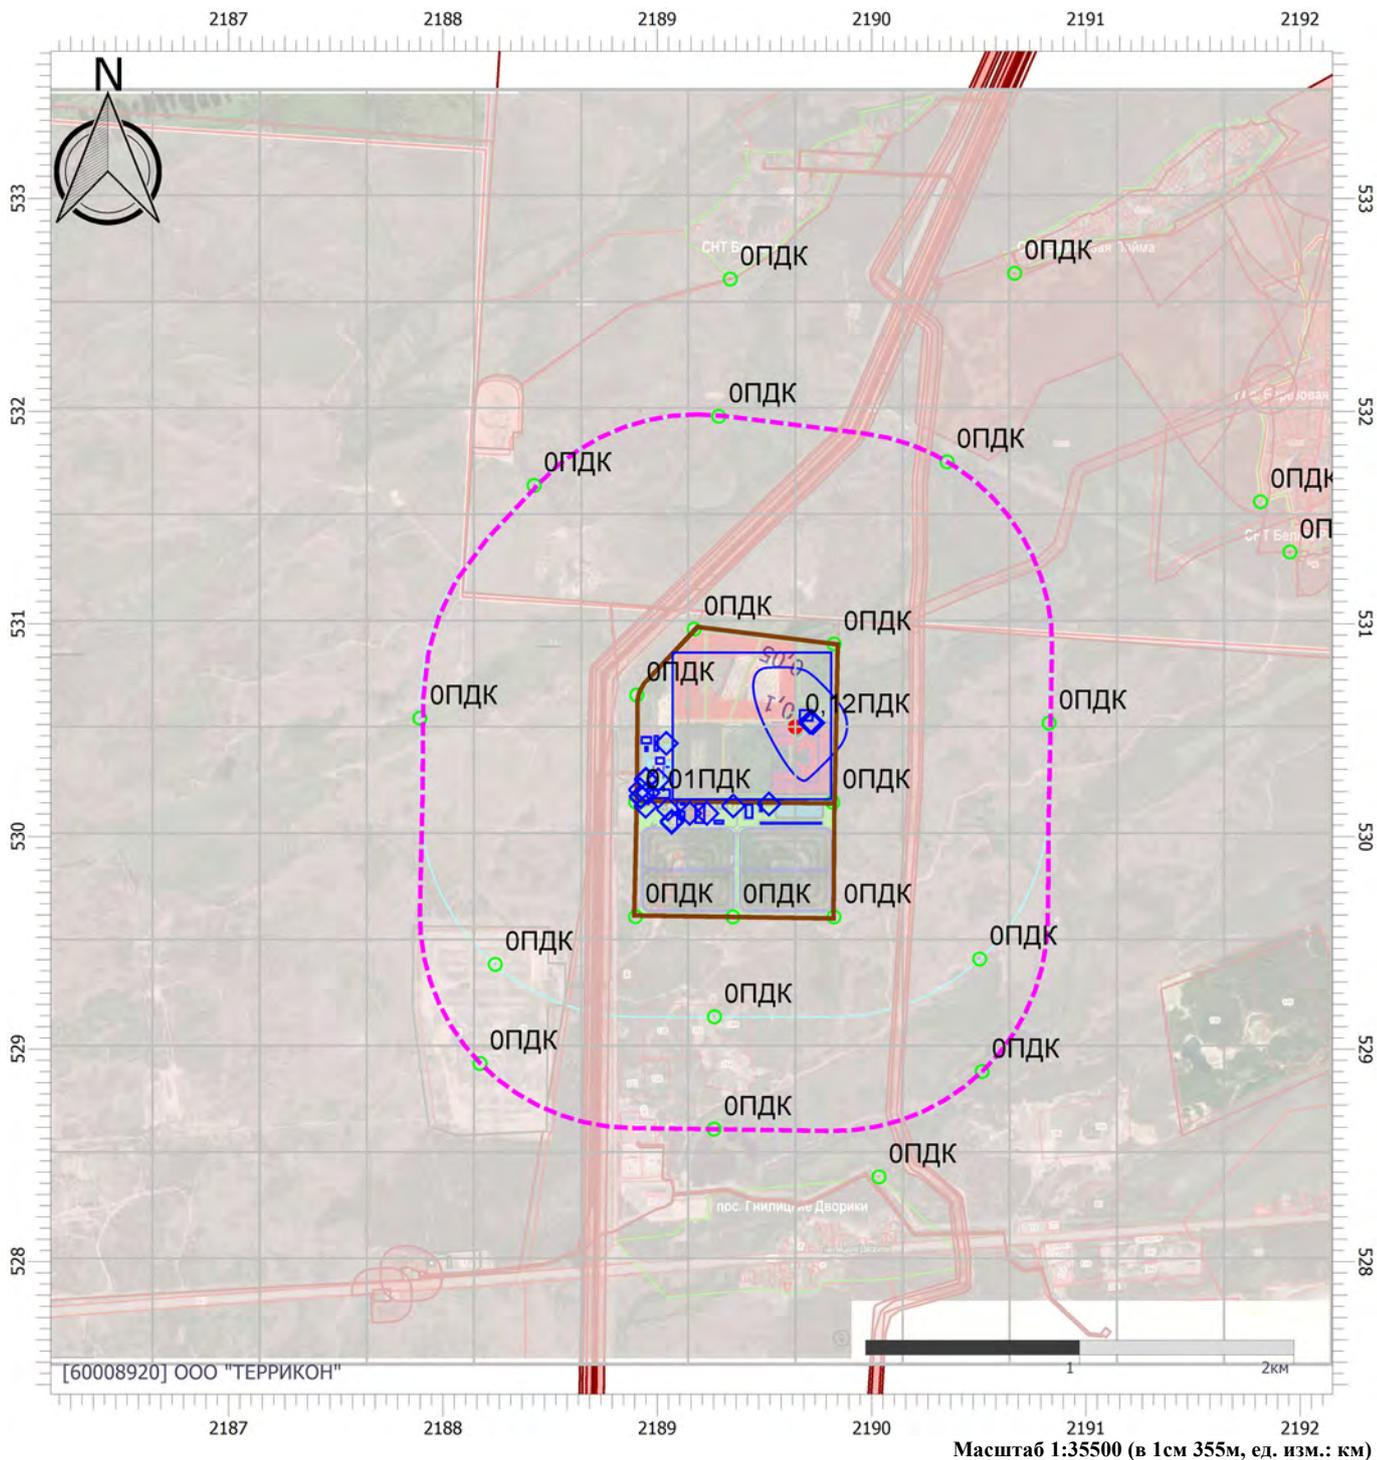 2187 2188 2189 2190 2191 2192
N
533 533
СНТ
0ПДК 0ПДК
0ПДК
532 532
0ПДК
0ПДК
0ПДК
0П
0ПДК
531 0ПДК 531
0,05
0ПДК
0ПДК 0,1 0,12ПДК 0ПДК
0,01ПДК 0ПДК
530 530
0ПДК 0ПДК 0ПДК
0ПДК 0ПДК
0ПДК
529 0ПДК 0ПДК 529
0ПДК
0ПДК
пос. Гнилицкие Дворики
528 528
1 2км
[60008920] ООО "ТЕРРИКОН"
2187 2188 2189 2190 2191 2192
Масштаб 1:35500 (в 1см 355м, ед. изм.: км)